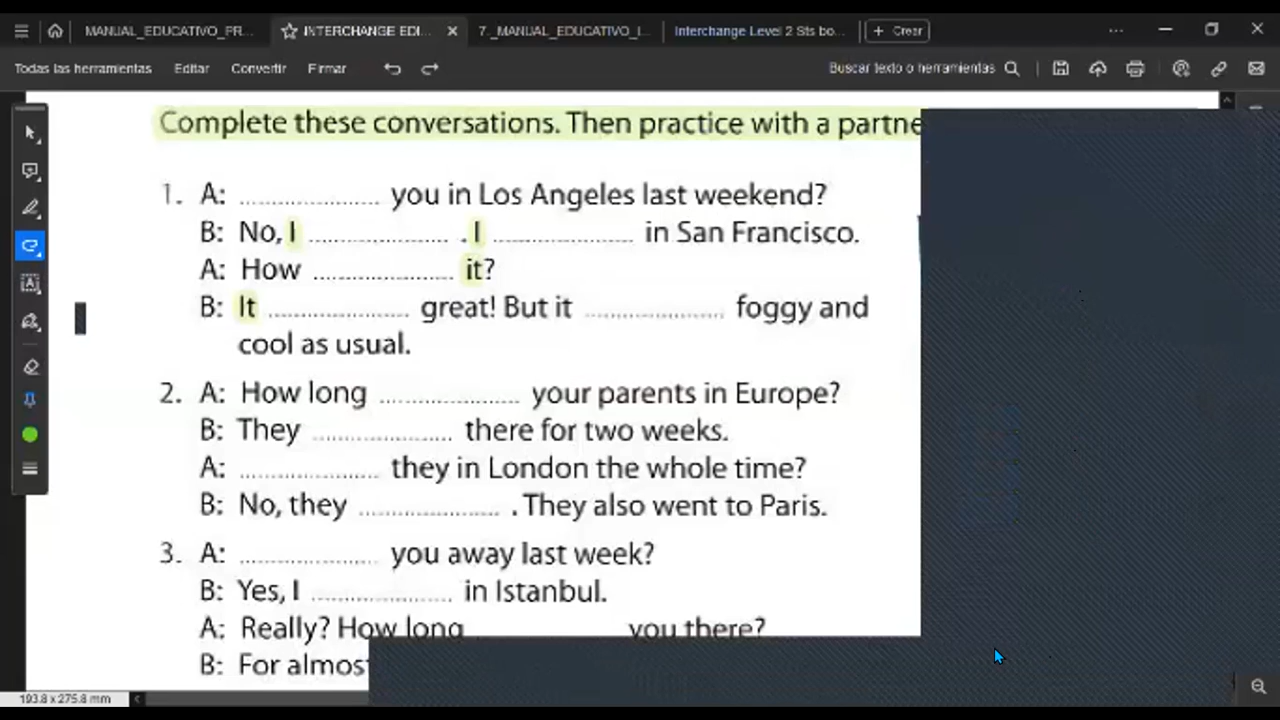 MANUAL_EDUCATIVO_PR... INTERCHANGE EDI... 7._MANUAL_EDUCATIVO_I... Interchange Level 2 Sts bo... + Crear
Todas las herramientas Editar Convertir Firmar Buscar texto o herramientas
Complete these conversations. Then practice with a partne
1. A: .................... you in Los Angeles last weekend?
B: No, I .................... . I .................... in San Francisco.
A: How .................... it?
B: It .................... great! But it .................... foggy and
cool as usual.
2. A: How long .................... your parents in Europe?
B: They .................... there for two weeks.
A: .................... they in London the whole time?
B: No, they .................... . They also went to Paris.
3. A: .................... you away last week?
B: Yes, I .................... in Istanbul.
A: Really? How long you there?
B: For almost
193.8 x 275.8 mm